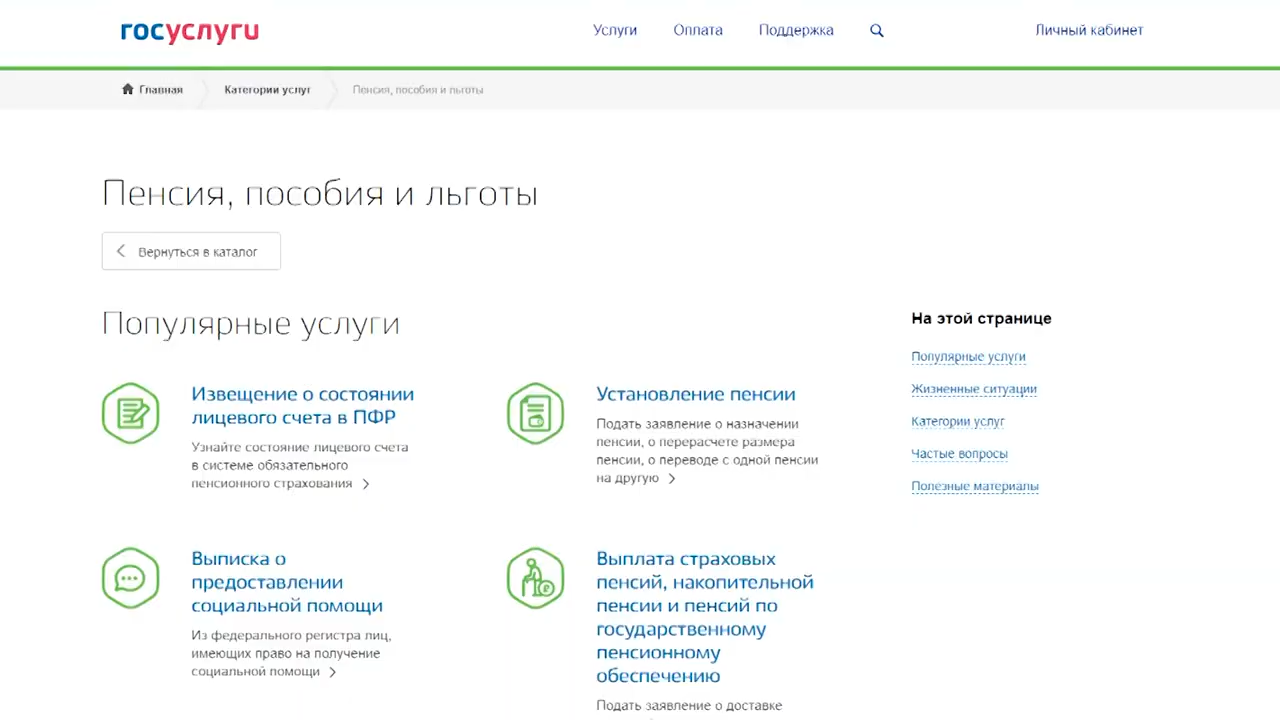 госуслуги
Услуги
Оплата
Поддержка
Личный кабинет
Главная
Категории услуг
Пенсия, пособия и льготы
Пенсия, пособия и льготы
Вернуться в каталог
Популярные услуги
Извещение о состоянии
лицевого счета в ПФР
Узнайте состояние лицевого счета
в системе обязательного
пенсионного страхования
Установление пенсии
Подать заявление о назначении
пенсии, о перерасчете размера
пенсии, о переводе с одной пенсии
на другую
Выписка о
предоставлении
социальной помощи
Из федерального регистра лиц,
имеющих право на получение
социальной помощи
Выплата страховых
пенсий, накопительной
пенсии и пенсий по
государственному
пенсионному
обеспечению
Подать заявление о доставке
На этой странице
Популярные услуги
Жизненные ситуации
Категории услуг
Частые вопросы
Полезные материалы